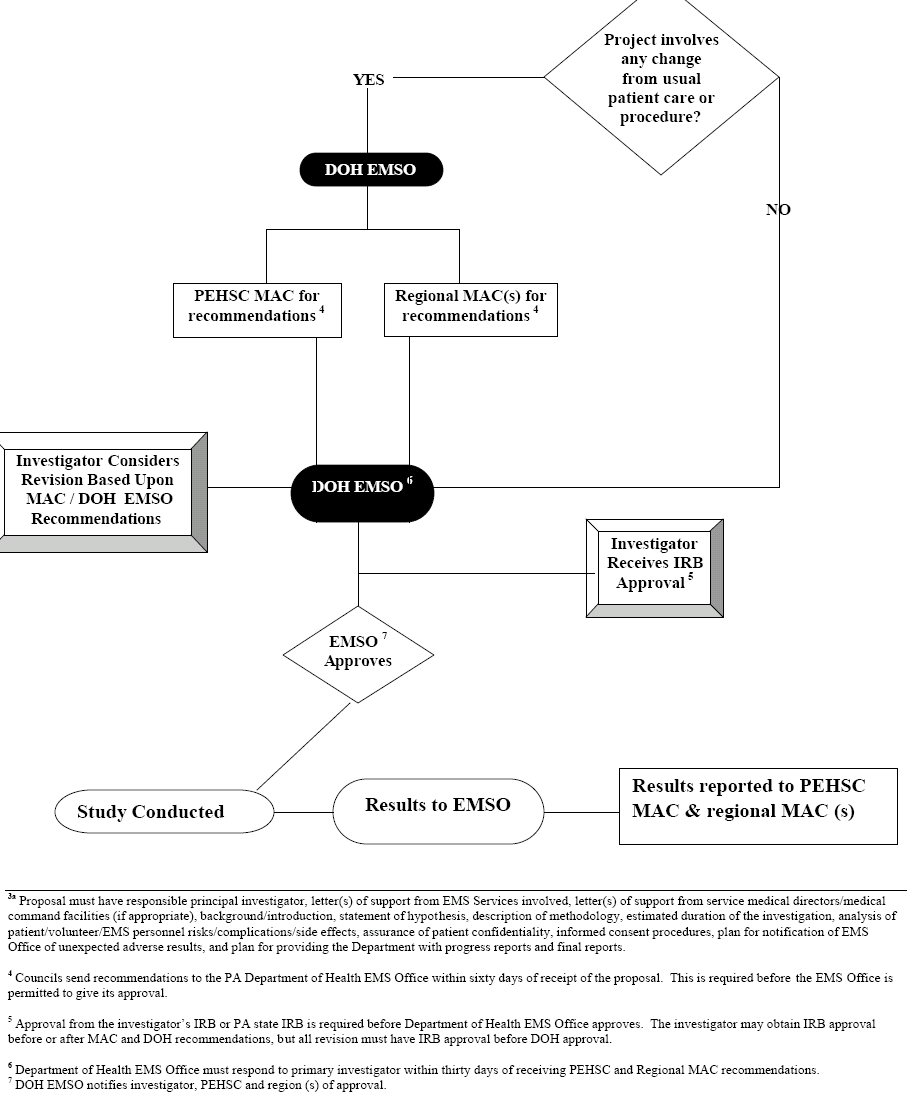 Project involves
any change
from usual
patient care or
procedure?
YES
DOH EMSO
NO
PEHSC MAC for
recommendations 4
Regional MAC(s) for
recommendations 4
Investigator Considers
Revision Based Upon
MAC / DOH EMSO
Recommendations
DOH EMSO 6
Investigator
Receives IRB
Approval 5
EMSO 7
Approves
Study Conducted
Results to EMSO
Results reported to PEHSC
MAC & regional MAC (s)
3a Proposal must have responsible principal investigator, letter(s) of support from EMS Services involved, letter(s) of support from service medical directors/medical
command facilities (if appropriate), background/introduction, statement of hypothesis, description of methodology, estimated duration of the investigation, analysis of
patient/volunteer/EMS personnel risks/complications/side effects, assurance of patient confidentiality, informed consent procedures, plan for notification of EMS
Office of unexpected adverse results, and plan for providing the Department with progress reports and final reports.
4 Councils send recommendations to the PA Department of Health EMS Office within sixty days of receipt of the proposal. This is required before the EMS Office is
permitted to give its approval.
5 Approval from the investigator's IRB or PA state IRB is required before Department of Health EMS Office approves. The investigator may obtain IRB approval
before or after MAC and DOH recommendations, but all revision must have IRB approval before DOH approval.
6 Department of Health EMS Office must respond to primary investigator within thirty days of receiving PEHSC and Regional MAC recommendations.
7 DOH EMSO notifies investigator, PEHSC and region (s) of approval.